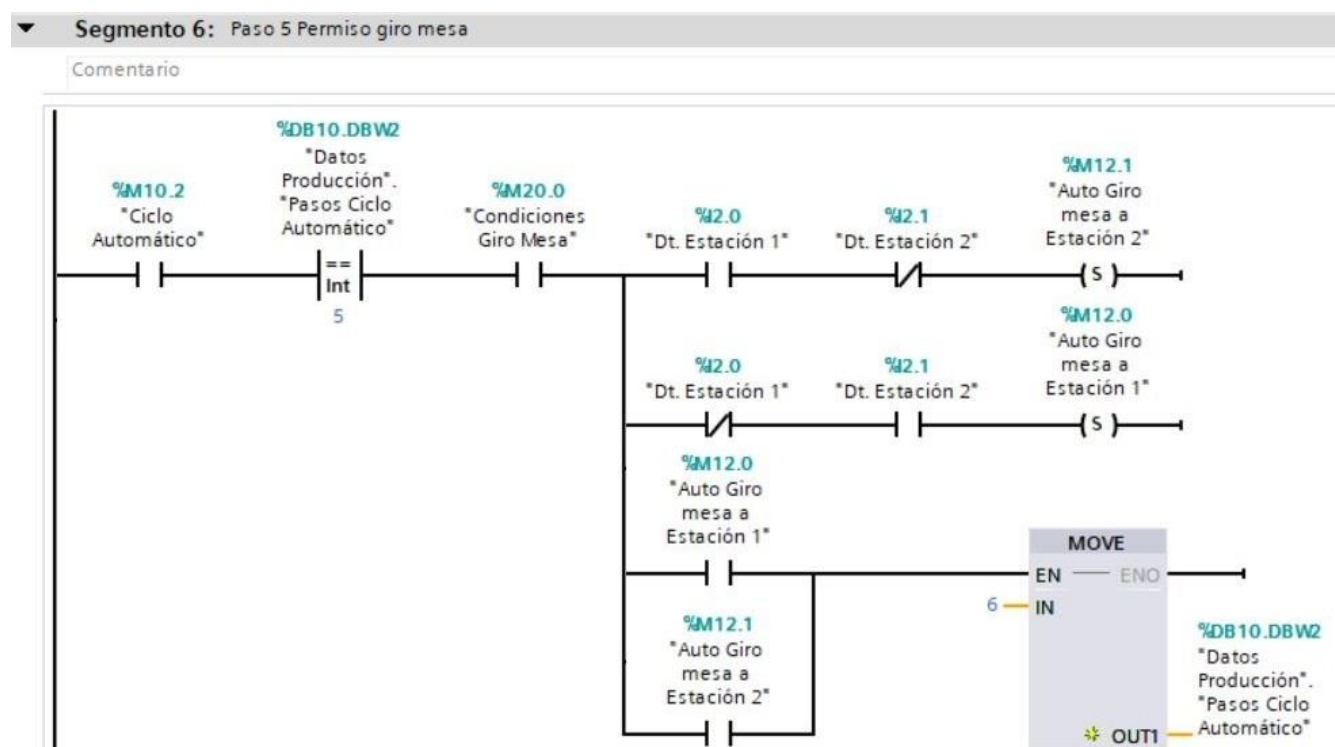 Segmento 6: Paso 5 Permiso giro mesa
Comentario
%M10.2
"Ciclo
Automático"
%DB10.DBW2
"Datos
Producción".
"Pasos Ciclo
Automático"
==
Int
5
%M20.0
"Condiciones
Giro Mesa"
%I2.0
"Dt. Estación 1"
%I2.1
"Dt. Estación 2"
%M12.1
"Auto Giro
mesa a
Estación 2"
S
%I2.0
"Dt. Estación 1"
%I2.1
"Dt. Estación 2"
%M12.0
"Auto Giro
mesa a
Estación 1"
S
%M12.0
"Auto Giro
mesa a
Estación 1"
%M12.1
"Auto Giro
mesa a
Estación 2"
MOVE
EN ENO
6 IN
OUT1
%DB10.DBW2
"Datos
Producción".
"Pasos Ciclo
Automático"